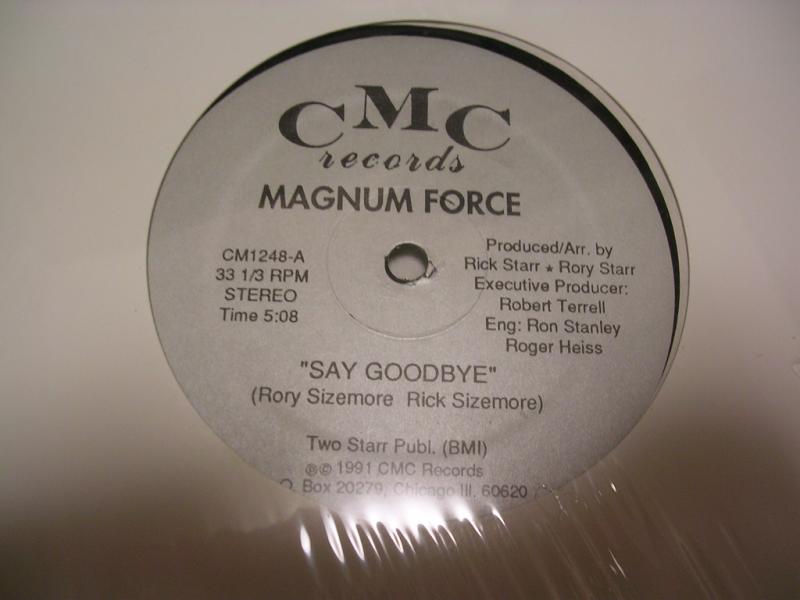 CMC
records
MAGNUM FORCE
CM1248-A
33 1/3 RPM
STEREO
Time 5:08
Produced/Arr. by
Rick Starr ★ Rory Starr
Executive Producer:
Robert Terrell
Eng: Ron Stanley
Roger Heiss
"SAY GOODBYE"
(Rory Sizemore Rick Sizemore)
Two Starr Publ. (BMI)
℗© 1991 CMC Records
O. Box 20279, Chicago Ill. 60620